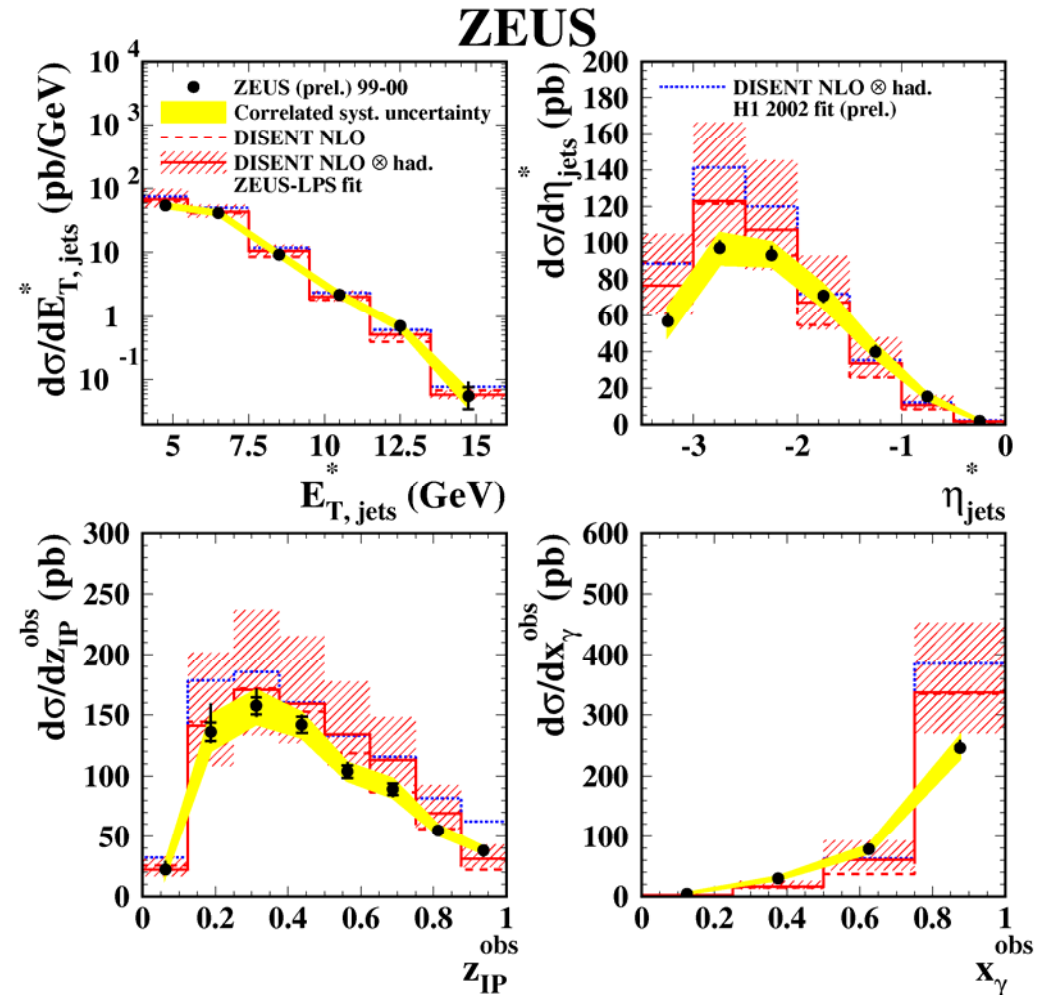 ZEUS
dσ/dE*T, jets (pb/GeV)
10 4
10 3
10 2
10
1
-1
10
ZEUS (prel.) 99-00
Correlated syst. uncertainty
DISENT NLO
DISENT NLO ⊗ had.
ZEUS-LPS fit
5 7.5 10 12.5 15
E*T, jets (GeV)
dσ/dη*jets (pb)
200
180
160
140
120
100
80
60
40
20
0
DISENT NLO ⊗ had.
H1 2002 fit (prel.)
-3 -2 -1 0
η*jets
dσ/dzIPobs (pb)
300
250
200
150
100
50
0
0 0.2 0.4 0.6 0.8 1
zIPobs
dσ/dxγobs (pb)
600
500
400
300
200
100
0
0 0.2 0.4 0.6 0.8 1
xγobs